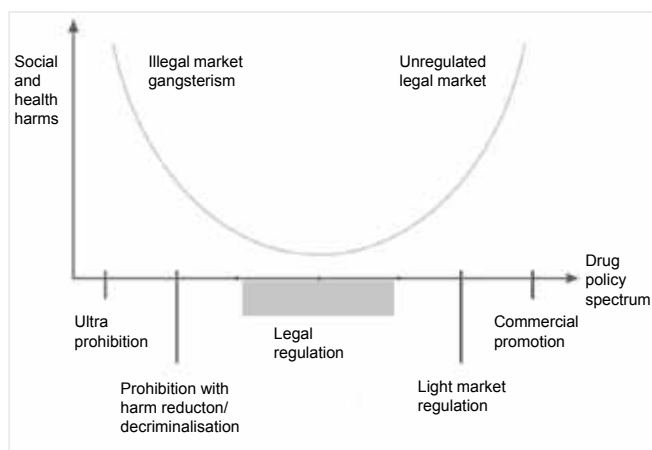 Social
and
health
harms
Illegal market
gangsterism
Unregulated
legal market
Drug
policy
spectrum
Ultra
prohibition
Legal
regulation
Commercial
promotion
Prohibition with
harm reducton/
decriminalisation
Light market
regulation